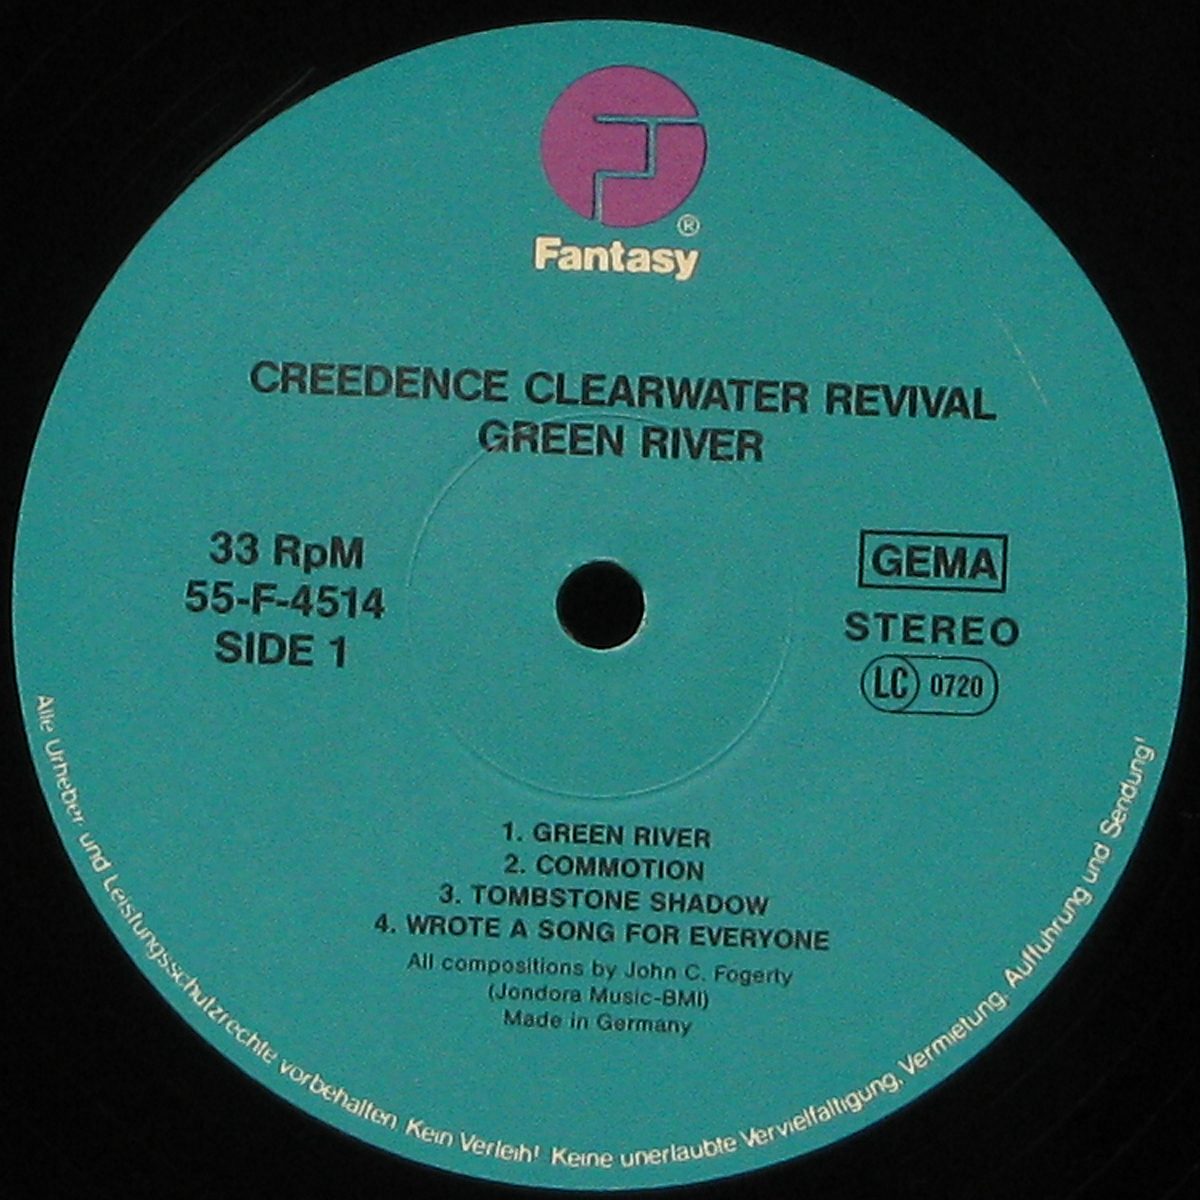 ®
Fantasy
CREEDENCE CLEARWATER REVIVAL
GREEN RIVER
33 RpM
55-F-4514
SIDE 1
GEMA
STEREO
LC 0720
1. GREEN RIVER
2. COMMOTION
3. TOMBSTONE SHADOW
4. WROTE A SONG FOR EVERYONE
All compositions by John C. Fogerty
(Jondora Music-BMI)
Made in Germany
Alle Urheber und Leistungsschutzrechte vorbehalten. Kein Verleih! Keine unerlaubte Vervielfältigung, Vermietung, Aufführung und Sendung!